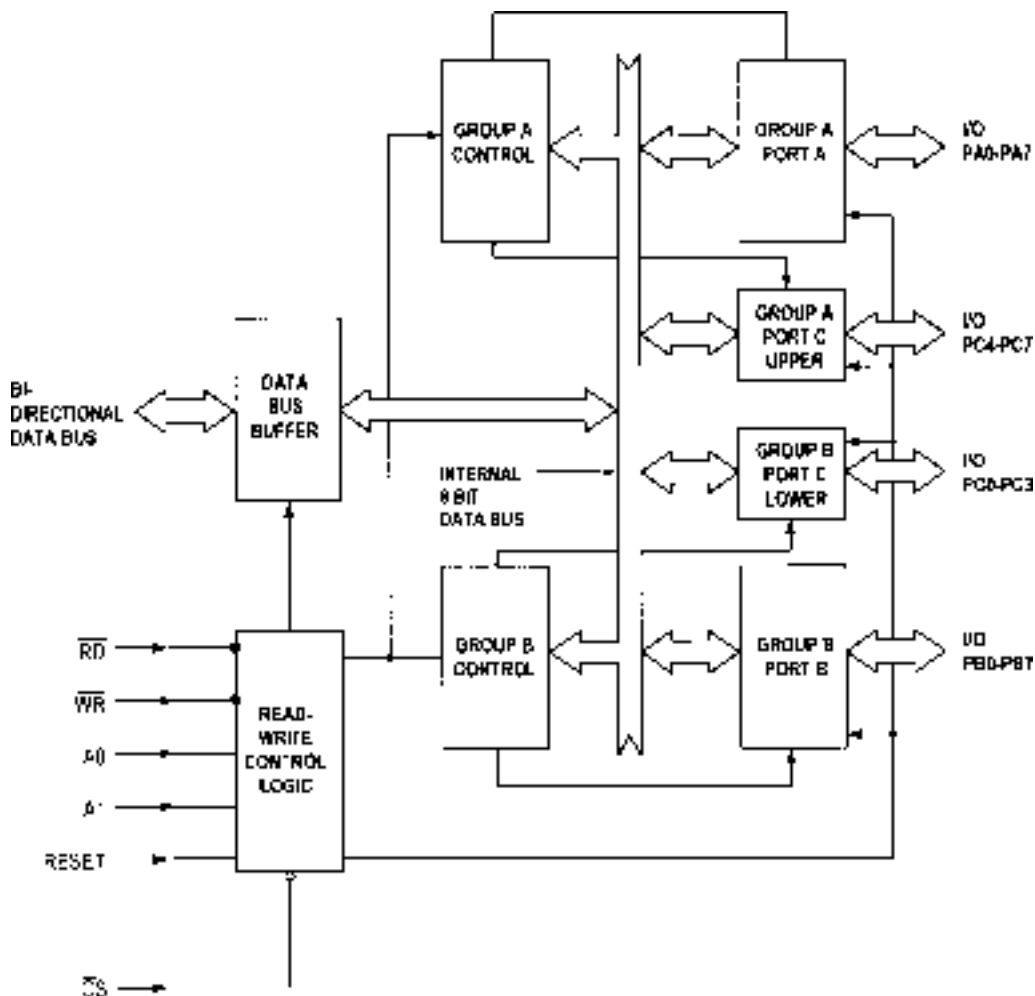 GROUP A
CONTROL
GROUP A
PORT A
I/O
PA0-PA7
GROUP A
PORT C
UPPER
I/O
PC4-PC7
BI-
DIRECTIONAL
DATA BUS
DATA
BUS
BUFFER
GROUP B
PORT C
LOWER
I/O
PC0-PC3
INTERNAL
8 BIT
DATA BUS
RD
WR
A0
A1
RESET
CS
READ-
WRITE
CONTROL
LOGIC
GROUP B
CONTROL
GROUP B
PORT B
I/O
PB0-PB7